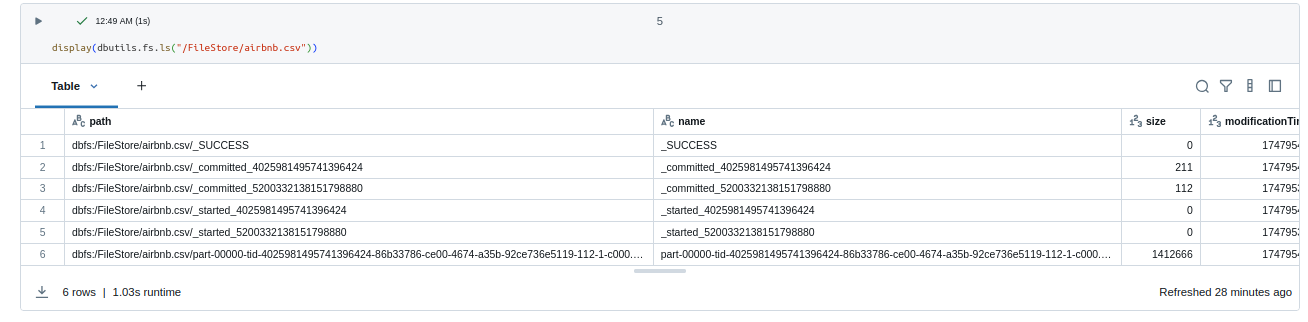 12:49 AM (1s)
5
display(dbutils.fs.ls("/FileStore/airbnb.csv"))
Table
path name size modificationTi
1 dbfs:/FileStore/airbnb.csv/_SUCCESS _SUCCESS 0 174795
2 dbfs:/FileStore/airbnb.csv/_committed_4025981495741396424 _committed_4025981495741396424 211 174795
3 dbfs:/FileStore/airbnb.csv/_committed_5200332138151798880 _committed_5200332138151798880 112 174795
4 dbfs:/FileStore/airbnb.csv/_started_4025981495741396424 _started_4025981495741396424 0 174795
5 dbfs:/FileStore/airbnb.csv/_started_5200332138151798880 _started_5200332138151798880 0 174795
6 dbfs:/FileStore/airbnb.csv/part-00000-tid-4025981495741396424-86b33786-ce00-4674-a35b-92ce736e5119-112-1-c000.… part-00000-tid-4025981495741396424-86b33786-ce00-4674-a35b-92ce736e5119-112-1-c000.… 1412666 174795
6 rows | 1.03s runtime
Refreshed 28 minutes ago